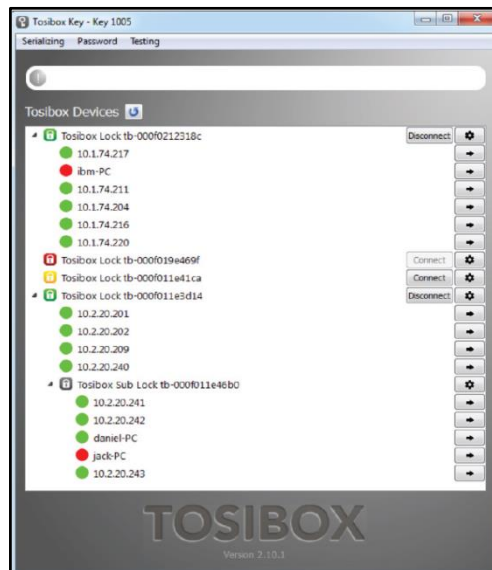 Tosibox Key - Key 1005
Serializing Password Testing
Tosibox Devices
Tosibox Lock tb-000f0212318c Disconnect
10.1.74.217
ibm-PC
10.1.74.211
10.1.74.204
10.1.74.216
10.1.74.220
Tosibox Lock tb-000f019e469f Connect
Tosibox Lock tb-000f011e41ca Connect
Tosibox Lock tb-000f011e3d14 Disconnect
10.2.20.201
10.2.20.202
10.2.20.209
10.2.20.240
Tosibox Sub Lock tb-000f011e46b0
10.2.20.241
10.2.20.242
daniel-PC
jack-PC
10.2.20.243
TOSIBOX
Version 2.10.1